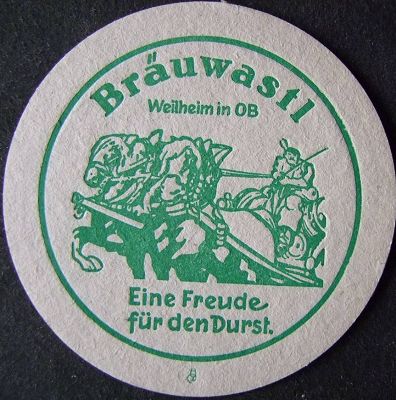 Bräuwastl
Weilheim in OB
Eine Freude
für den Durst.